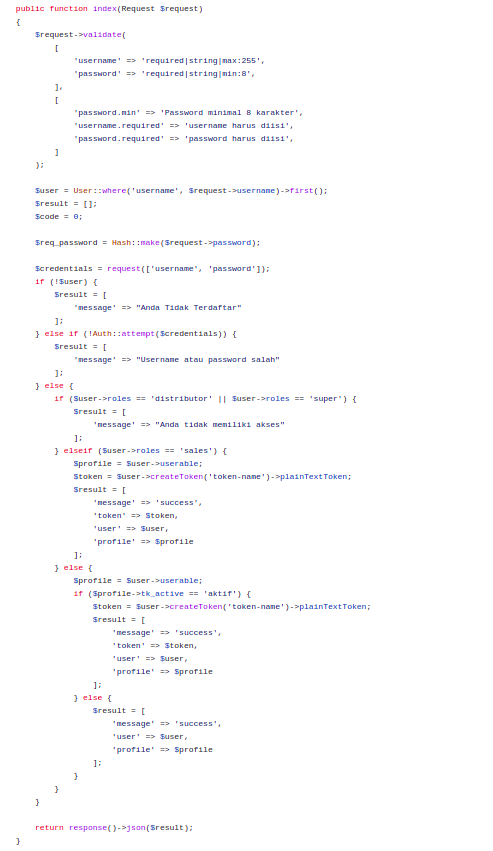 public function index(Request $request)
{
    $request->validate(
        [
            'username' => 'required|string|max:255',
            'password' => 'required|string|min:8',
        ],
        [
            'password.min' => 'Password minimal 8 karakter',
            'username.required' => 'username harus diisi',
            'password.required' => 'password harus diisi',
        ]
    );

    $user = User::where('username', $request->username)->first();
    $result = [];
    $code = 0;

    $req_password = Hash::make($request->password);

    $credentials = request(['username', 'password']);
    if (!$user) {
        $result = [
            'message' => "Anda Tidak Terdaftar"
        ];
    } else if (!Auth::attempt($credentials)) {
        $result = [
            'message' => "Username atau password salah"
        ];
    } else {
        if ($user->roles == 'distributor' || $user->roles == 'super') {
            $result = [
                'message' => "Anda tidak memiliki akses"
            ];
        } elseif ($user->roles == 'sales') {
            $profile = $user->userable;
            $token = $user->createToken('token-name')->plainTextToken;
            $result = [
                'message' => 'success',
                'token' => $token,
                'user' => $user,
                'profile' => $profile
            ];
        } else {
            $profile = $user->userable;
            if ($profile->tk_active == 'aktif') {
                $token = $user->createToken('token-name')->plainTextToken;
                $result = [
                    'message' => 'success',
                    'token' => $token,
                    'user' => $user,
                    'profile' => $profile
                ];
            } else {
                $result = [
                    'message' => 'success',
                    'user' => $user,
                    'profile' => $profile
                ];
            }
        }
    }

    return response()->json($result);
}